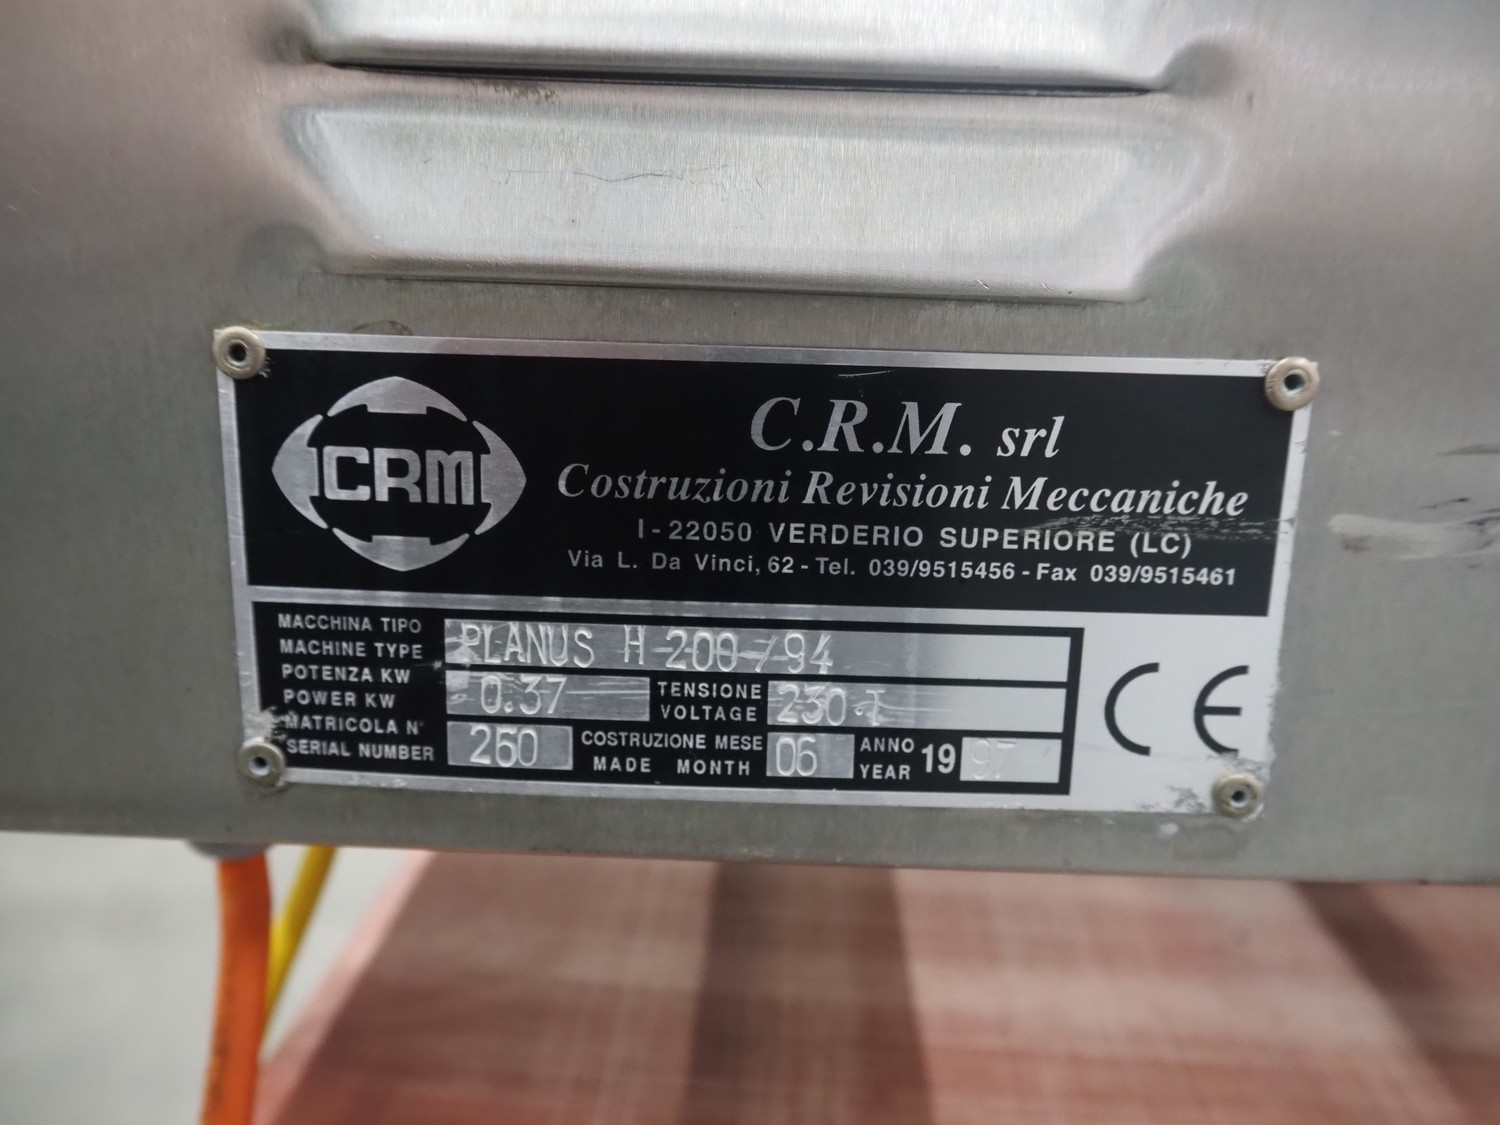 CRM
C.R.M. srl
Costruzioni Revisioni Meccaniche
I - 22050 VERDERIO SUPERIORE (LC)
Via L. Da Vinci, 62 - Tel. 039/9515456 - Fax 039/9515461
MACCHINA TIPO
MACHINE TYPE
PLANUS H 200/94
POTENZA KW
POWER KW
0.37
TENSIONE
VOLTAGE
230
MATRICOLA N°
SERIAL NUMBER
260
COSTRUZIONE MESE
MADE MONTH
06
ANNO
YEAR
1997
CE